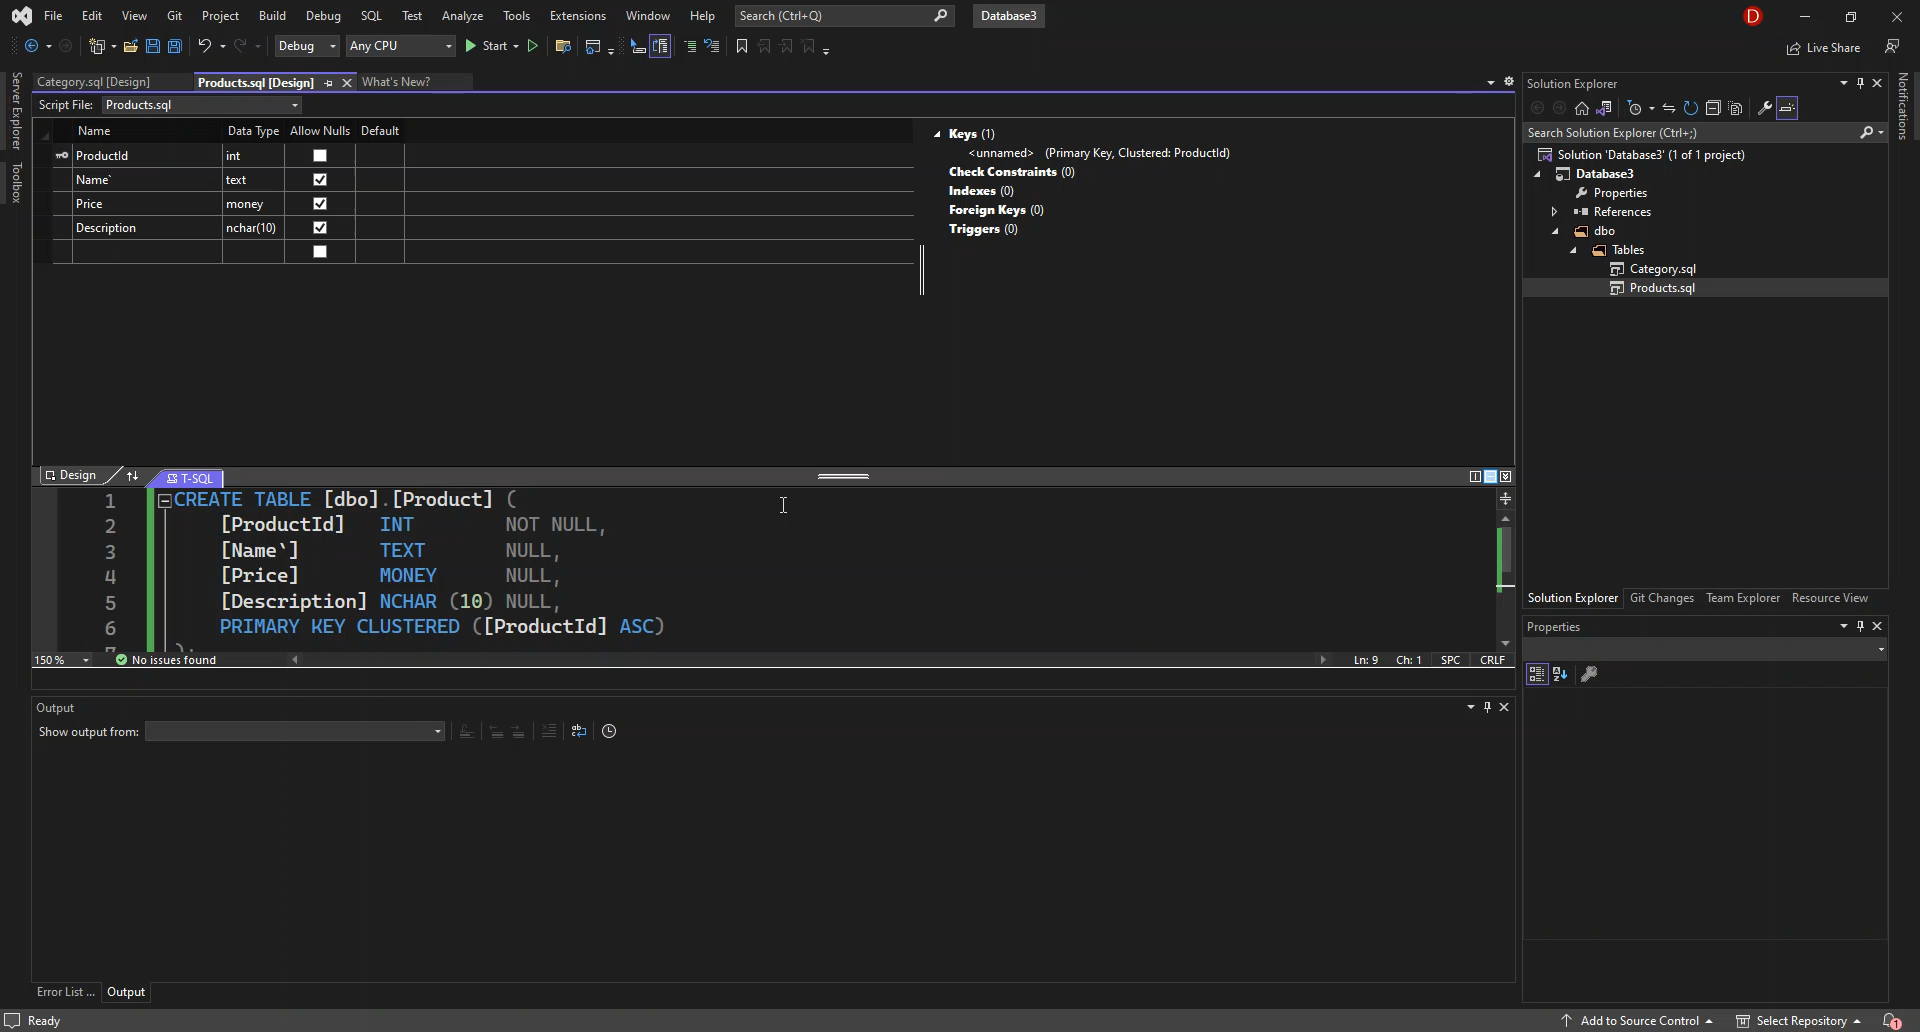 File Edit View Git Project Build Debug SQL Test Analyze Tools Extensions Window Help Search (Ctrl+Q) Database3 D
Debug Any CPU Start Live Share
Server Explorer
Toolbox
Category.sql [Design] Products.sql [Design] What's New?
Script File: Products.sql
Name Data Type Allow Nulls Default
ProductId int
Name` text
Price money
Description nchar(10)
Keys (1)
<unnamed> (Primary Key, Clustered: ProductId)
Check Constraints (0)
Indexes (0)
Foreign Keys (0)
Triggers (0)
Design T-SQL
1 CREATE TABLE [dbo].[Product] (
2 [ProductId] INT NOT NULL,
3 [Name`] TEXT NULL,
4 [Price] MONEY NULL,
5 [Description] NCHAR (10) NULL,
6 PRIMARY KEY CLUSTERED ([ProductId] ASC)
7 );
150 % No issues found Ln: 9 Ch: 1 SPC CRLF
Output
Show output from:
Error List ... Output
Solution Explorer
Search Solution Explorer (Ctrl+;)
Solution 'Database3' (1 of 1 project)
Database3
Properties
References
dbo
Tables
Category.sql
Products.sql
Solution Explorer Git Changes Team Explorer Resource View
Properties
Notifications
Ready Add to Source Control Select Repository 1